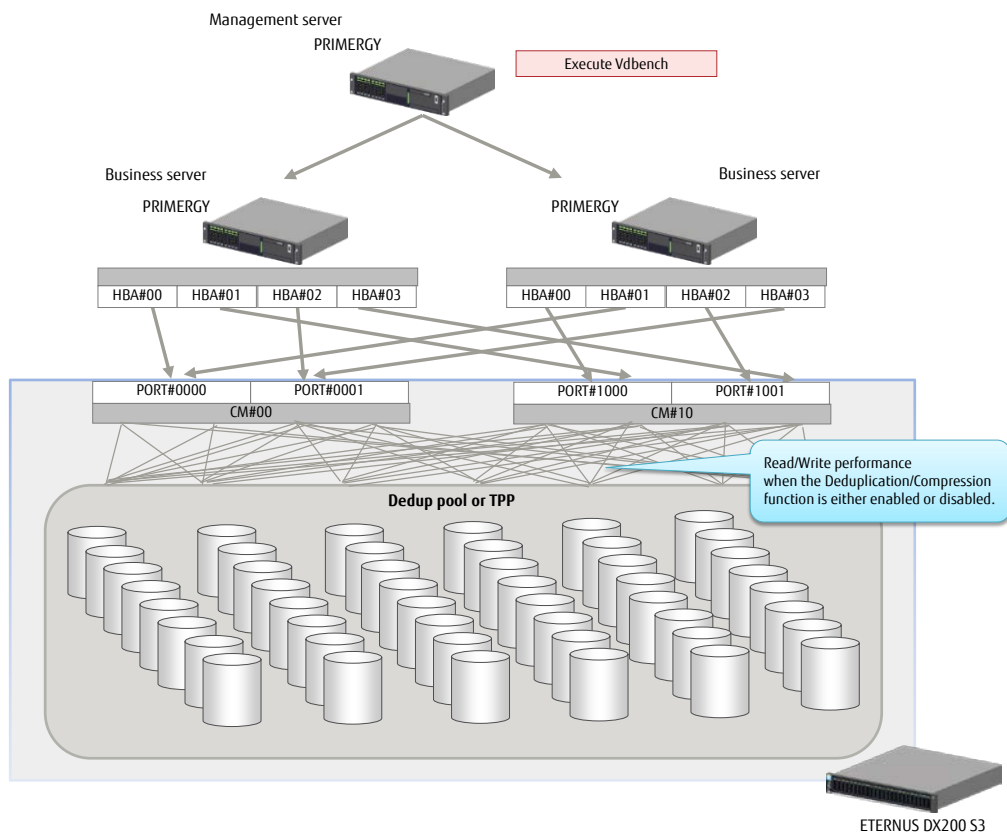 Management server
PRIMERGY
Execute Vdbench
Business server
PRIMERGY
Business server
PRIMERGY
HBA#00 HBA#01 HBA#02 HBA#03
HBA#00 HBA#01 HBA#02 HBA#03
PORT#0000 PORT#0001
CM#00
PORT#1000 PORT#1001
CM#10
Read/Write performance
when the Deduplication/Compression
function is either enabled or disabled.
Dedup pool or TPP
ETERNUS DX200 S3